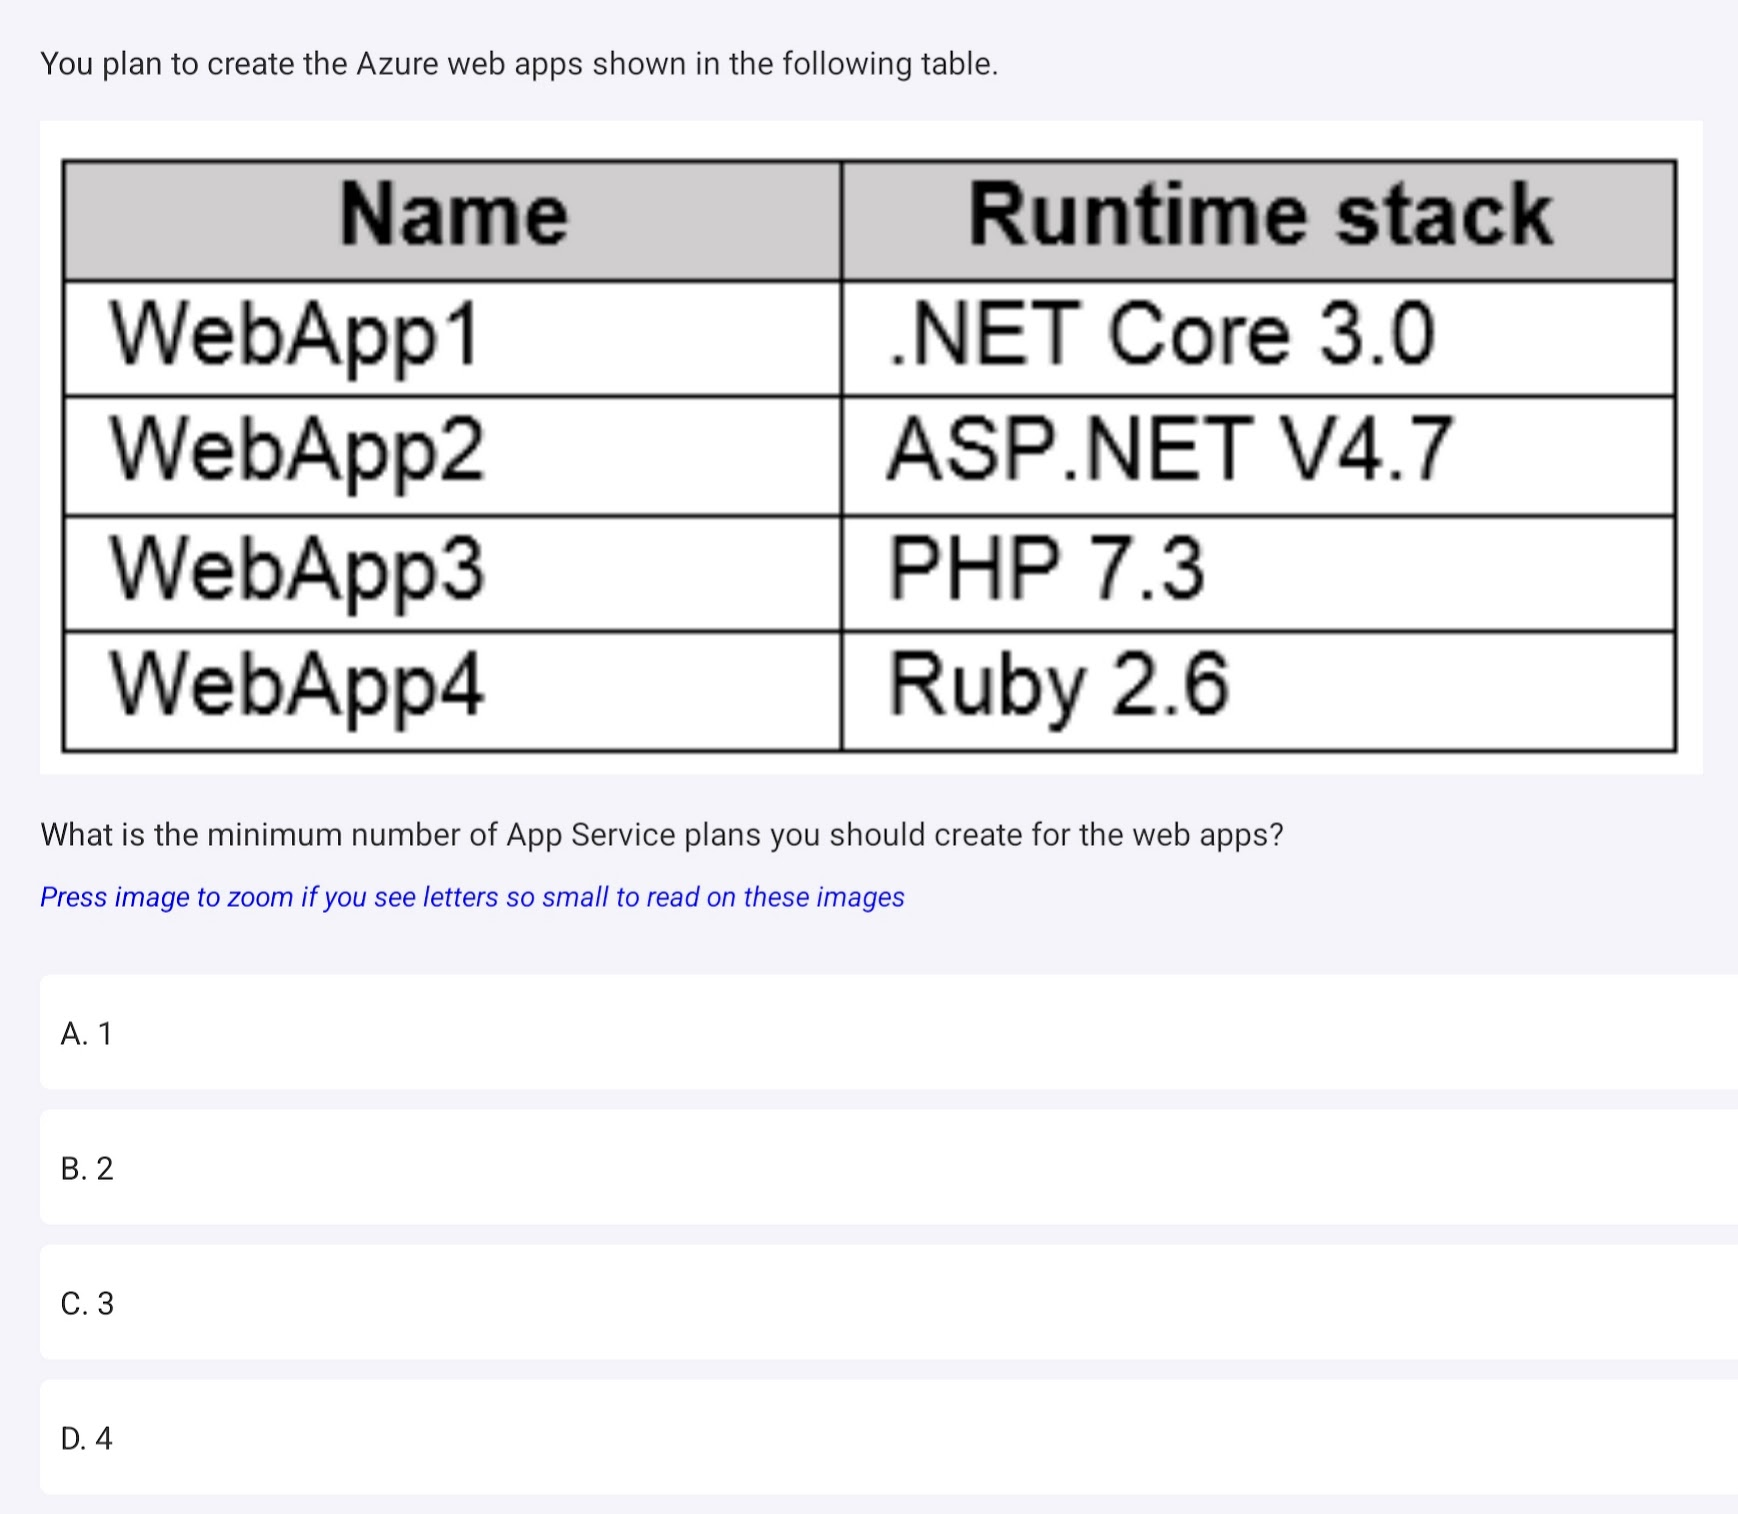 You plan to create the Azure web apps shown in the following table.
Name Runtime stack
WebApp1 .NET Core 3.0
WebApp2 ASP.NET V4.7
WebApp3 PHP 7.3
WebApp4 Ruby 2.6
What is the minimum number of App Service plans you should create for the web apps?
Press image to zoom if you see letters so small to read on these images
A. 1
B. 2
C. 3
D. 4